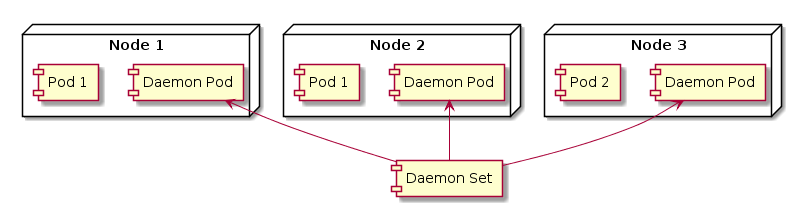 Node 1
Node 2
Node 3
Pod 1
Daemon Pod
Pod 1
Daemon Pod
Pod 2
Daemon Pod
Daemon Set